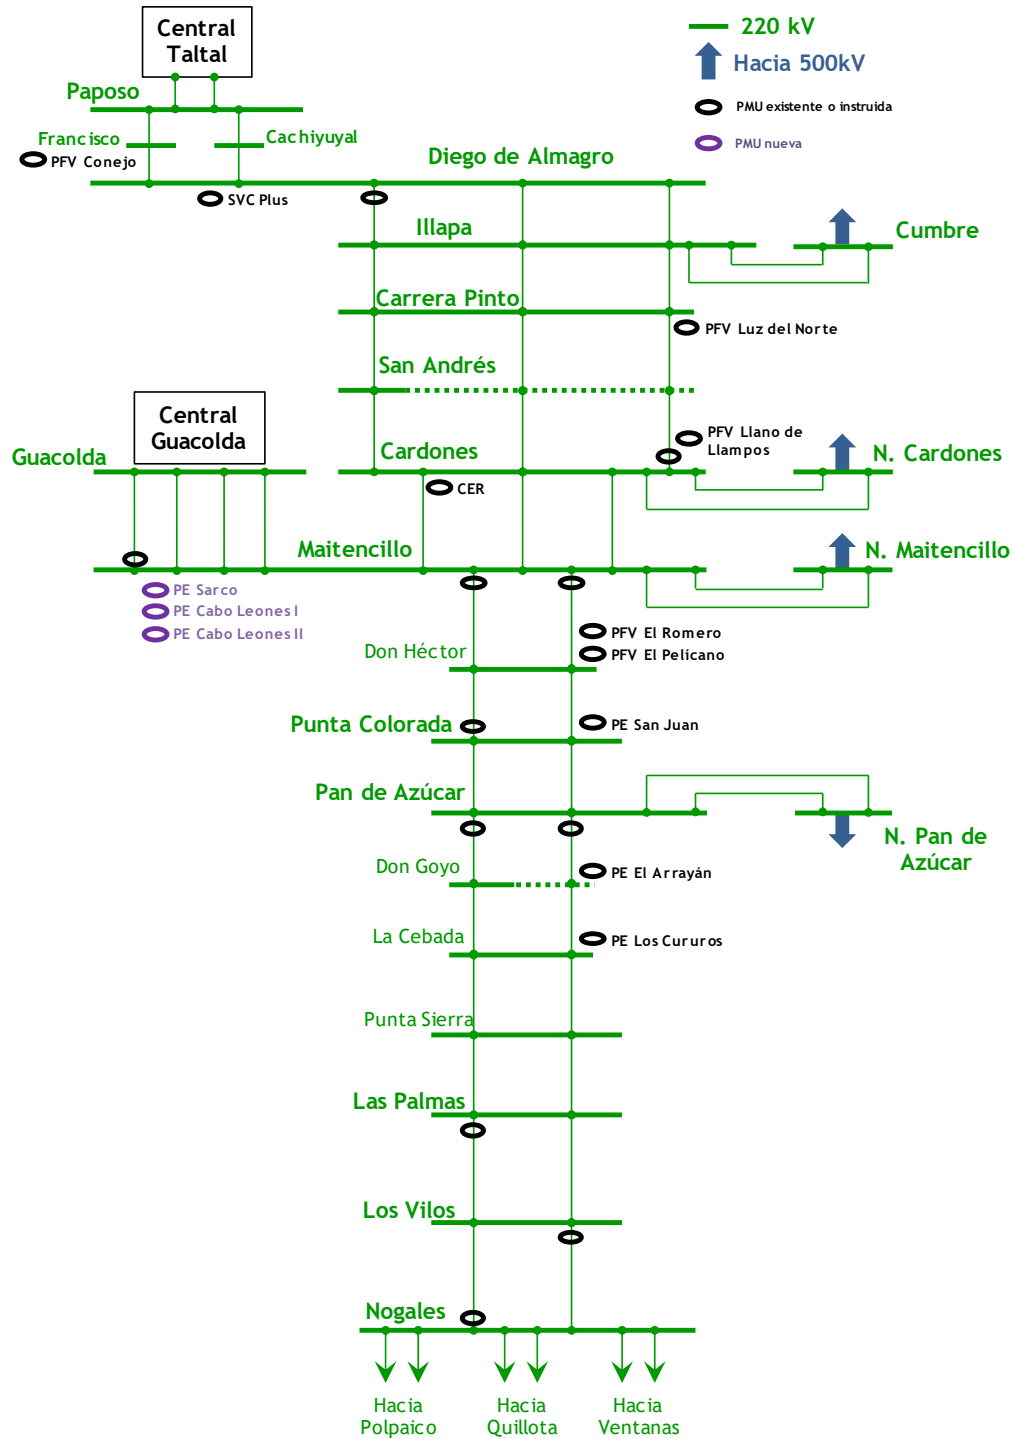 Central
Taltal
220 kV
Hacia 500kV
PMU existente o instruida
PMU nueva
Paposo
Francisco
Cachiyuyal
PFV Conejo
Diego de Almagro
SVC Plus
Illapa
Cumbre
Carrera Pinto
PFV Luz del Norte
San Andrés
Central
Guacolda
Guacolda
Cardones
PFV Llano de
Llampos
N. Cardones
CER
Maitencillo
N. Maitencillo
PE Sarco
PE Cabo Leones I
PE Cabo Leones II
PFV El Romero
PFV El Pelícano
Don Héctor
Punta Colorada
PE San Juan
Pan de Azúcar
N. Pan de
Azúcar
Don Goyo
PE El Arrayán
La Cebada
PE Los Cururos
Punta Sierra
Las Palmas
Los Vilos
Nogales
Hacia
Polpaico
Hacia
Quillota
Hacia
Ventanas